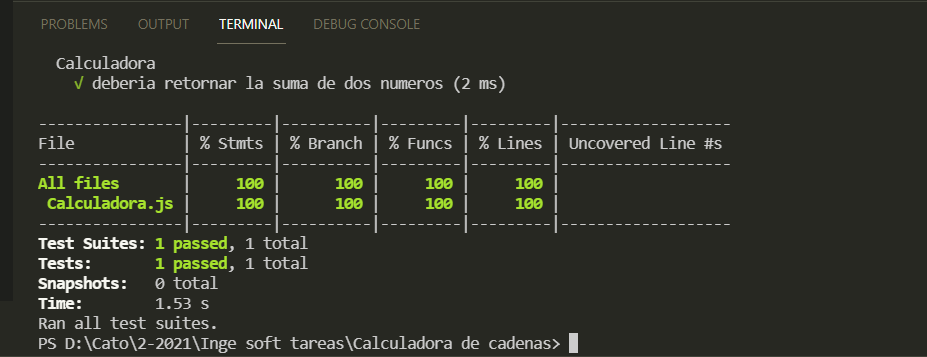 PROBLEMS OUTPUT TERMINAL DEBUG CONSOLE
Calculadora
√ deberia retornar la suma de dos numeros (2 ms)
----------------|---------|----------|---------|---------|-------------------
File            | % Stmts | % Branch | % Funcs | % Lines | Uncovered Line #s
----------------|---------|----------|---------|---------|-------------------
All files       |     100 |      100 |     100 |     100 |
 Calculadora.js |     100 |      100 |     100 |     100 |
----------------|---------|----------|---------|---------|-------------------
Test Suites: 1 passed, 1 total
Tests:       1 passed, 1 total
Snapshots:   0 total
Time:        1.53 s
Ran all test suites.
PS D:\Cato\2-2021\Inge soft tareas\Calculadora de cadenas>